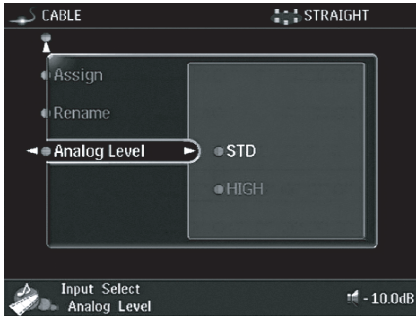 CABLE STRAIGHT
Assign
Rename
Analog Level
STD
HIGH
Input Select
Analog Level
-10.0dB